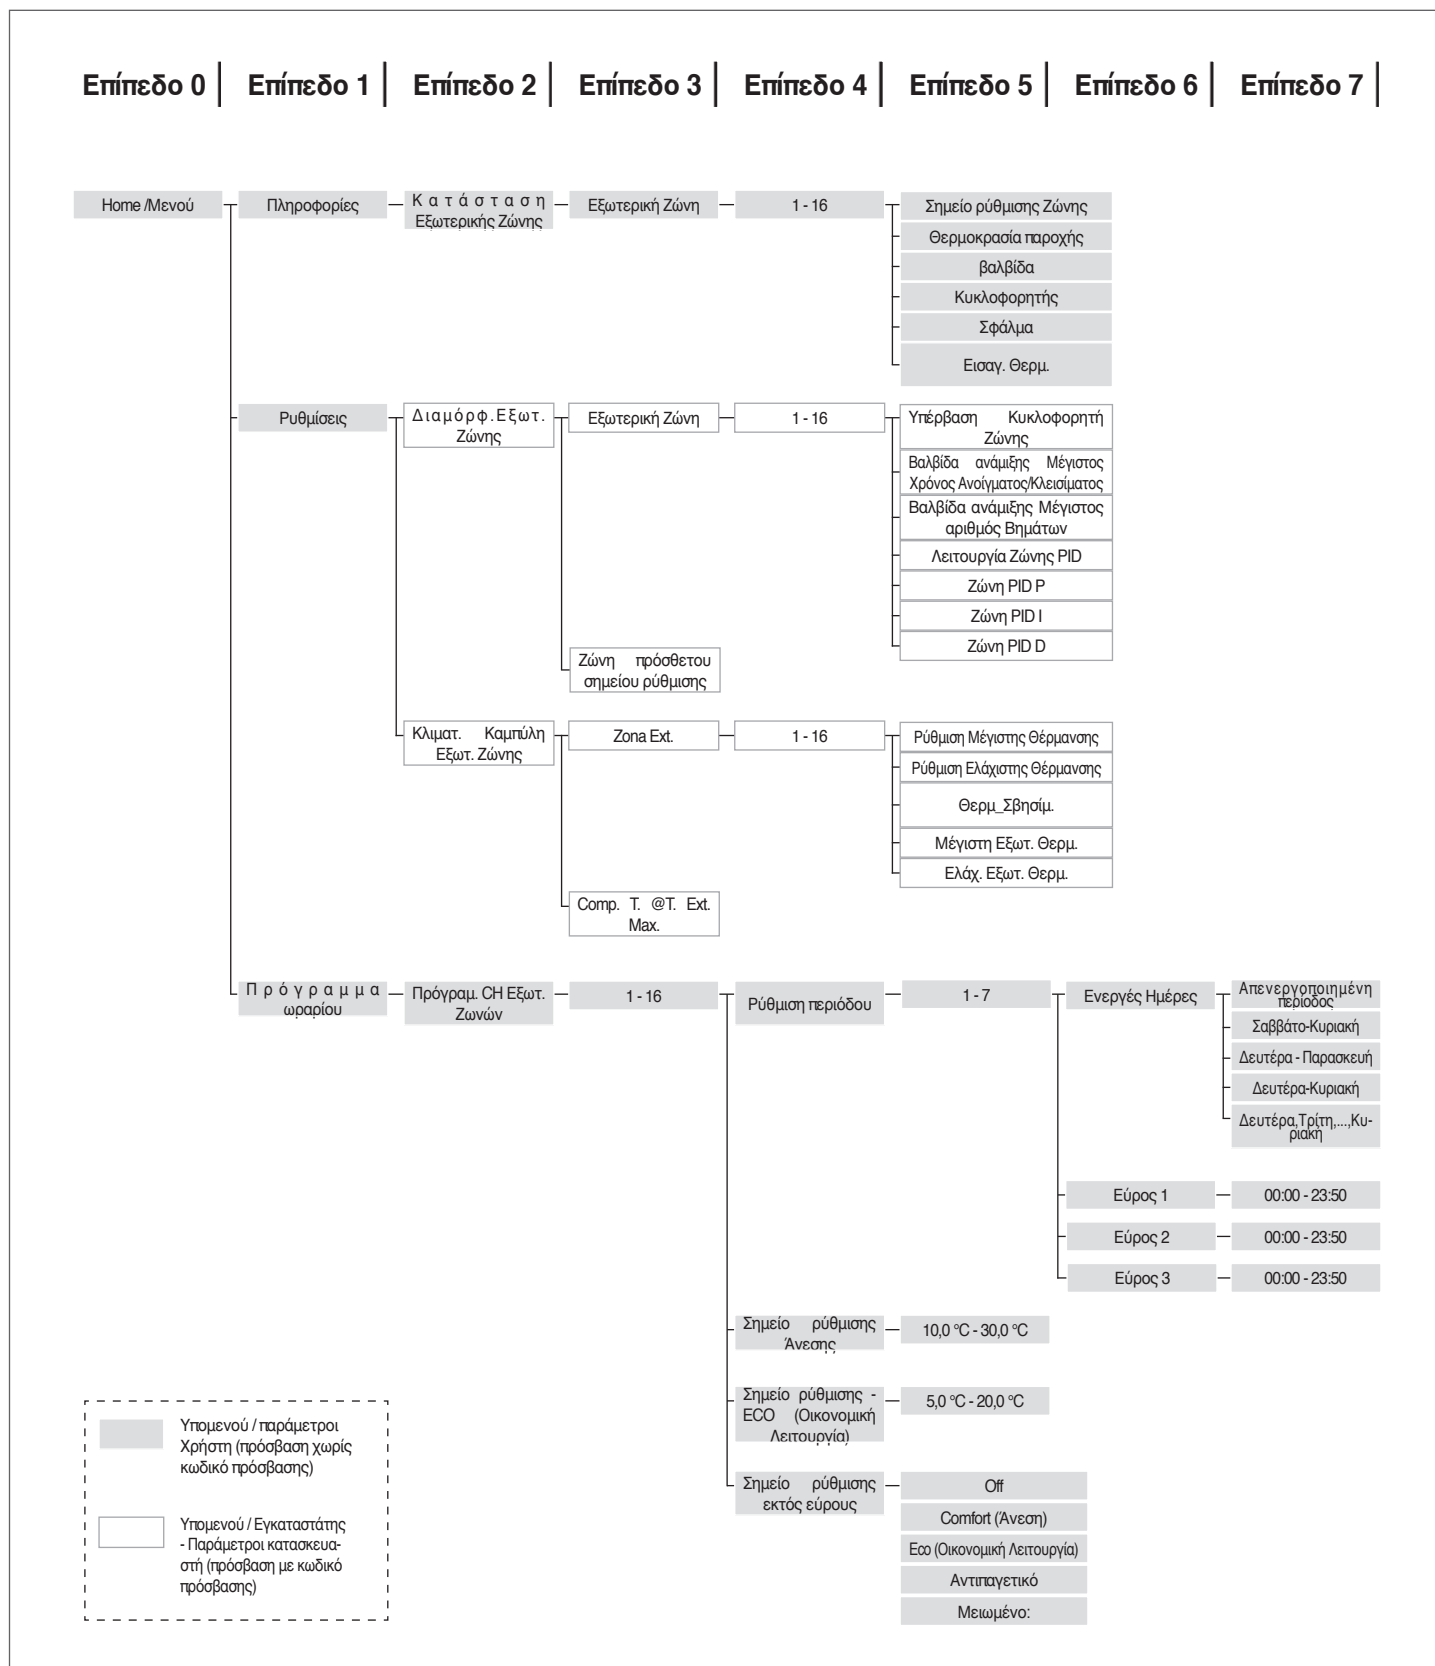 Επίπεδο 0
Επίπεδο 1
Επίπεδο 2
Επίπεδο 3
Επίπεδο 4
Επίπεδο 5
Επίπεδο 6
Επίπεδο 7
Home /Μενού
Πληροφορίες
Κατάσταση
Εξωτερικής Ζώνης
Εξωτερική Ζώνη
1 - 16
Σημείο ρύθμισης Ζώνης
Θερμοκρασία παροχής
βαλβίδα
Κυκλοφορητής
Σφάλμα
Εισαγ. Θερμ.
Ρυθμίσεις
Διαμόρφ.Εξωτ.
Ζώνης
Εξωτερική Ζώνη
1 - 16
Υπέρβαση Κυκλοφορητή
Ζώνης
Βαλβίδα ανάμιξης Μέγιστος
Χρόνος Ανοίγματος/Κλεισίματος
Βαλβίδα ανάμιξης Μέγιστος
αριθμός Βημάτων
Λειτουργία Ζώνης PID
Ζώνη PID P
Ζώνη PID I
Ζώνη PID D
Ζώνη πρόσθετου
σημείου ρύθμισης
Κλιματ. Καμπύλη
Εξωτ. Ζώνης
Zona Ext.
1 - 16
Ρύθμιση Μέγιστης Θέρμανσης
Ρύθμιση Ελάχιστης Θέρμανσης
Θερμ_Σβησίμ.
Μέγιστη Εξωτ. Θερμ.
Ελάχ. Εξωτ. Θερμ.
Comp. T. @T. Ext.
Max.
Πρόγραμμα
ωραρίου
Πρόγραμ. CH Εξωτ.
Ζωνών
1 - 16
Ρύθμιση περιόδου
1 - 7
Ενεργές Ημέρες
Απενεργοποιημένη
περίοδος
Σαββάτο-Κυριακή
Δευτέρα - Παρασκευή
Δευτέρα-Κυριακή
Δευτέρα,Τρίτη,...,Κυ-
ριακή
Εύρος 1
00:00 - 23:50
Εύρος 2
00:00 - 23:50
Εύρος 3
00:00 - 23:50
Σημείο ρύθμισης
Άνεσης
10,0 °C - 30,0 °C
Σημείο ρύθμισης -
ECO (Οικονομική
Λειτουργία)
5,0 °C - 20,0 °C
Σημείο ρύθμισης
εκτός εύρους
Off
Comfort (Άνεση)
Eco (Οικονομική Λειτουργία)
Αντιπαγετικό
Μειωμένο:
Υπομενού / παράμετροι
Χρήστη (πρόσβαση χωρίς
κωδικό πρόσβασης)
Υπομενού / Εγκαταστάτης
- Παράμετροι κατασκευα-
στή (πρόσβαση με κωδικό
πρόσβασης)